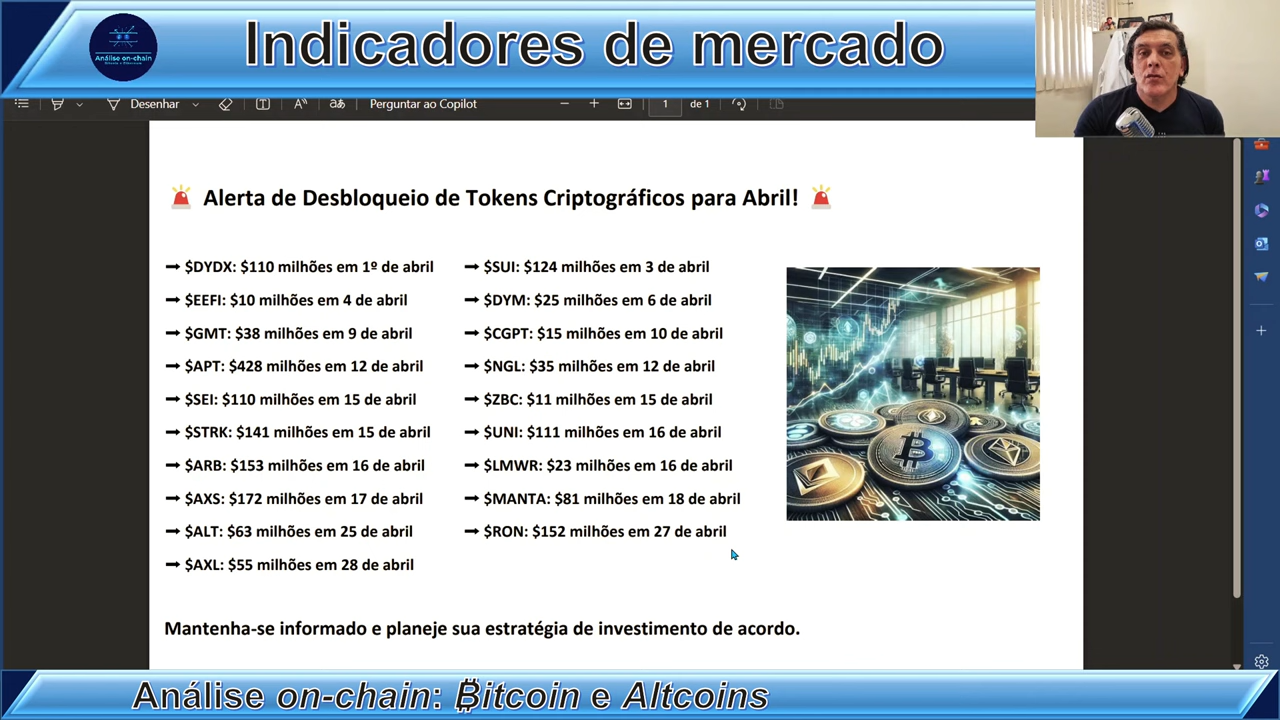 Indicadores de mercado
Análise on-chain
Desenhar
Perguntar ao Copilot
1
de 1
Alerta de Desbloqueio de Tokens Criptográficos para Abril!
➞ $DYDX: $110 milhões em 1º de abril
➞ $SUI: $124 milhões em 3 de abril
➞ $EEFI: $10 milhões em 4 de abril
➞ $DYM: $25 milhões em 6 de abril
➞ $GMT: $38 milhões em 9 de abril
➞ $CGPT: $15 milhões em 10 de abril
➞ $APT: $428 milhões em 12 de abril
➞ $NGL: $35 milhões em 12 de abril
➞ $SEI: $110 milhões em 15 de abril
➞ $ZBC: $11 milhões em 15 de abril
➞ $STRK: $141 milhões em 15 de abril
➞ $UNI: $111 milhões em 16 de abril
➞ $ARB: $153 milhões em 16 de abril
➞ $LMWR: $23 milhões em 16 de abril
➞ $AXS: $172 milhões em 17 de abril
➞ $MANTA: $81 milhões em 18 de abril
➞ $ALT: $63 milhões em 25 de abril
➞ $RON: $152 milhões em 27 de abril
➞ $AXL: $55 milhões em 28 de abril
Mantenha-se informado e planeje sua estratégia de investimento de acordo.
Análise on-chain: ₿itcoin e Altcoins